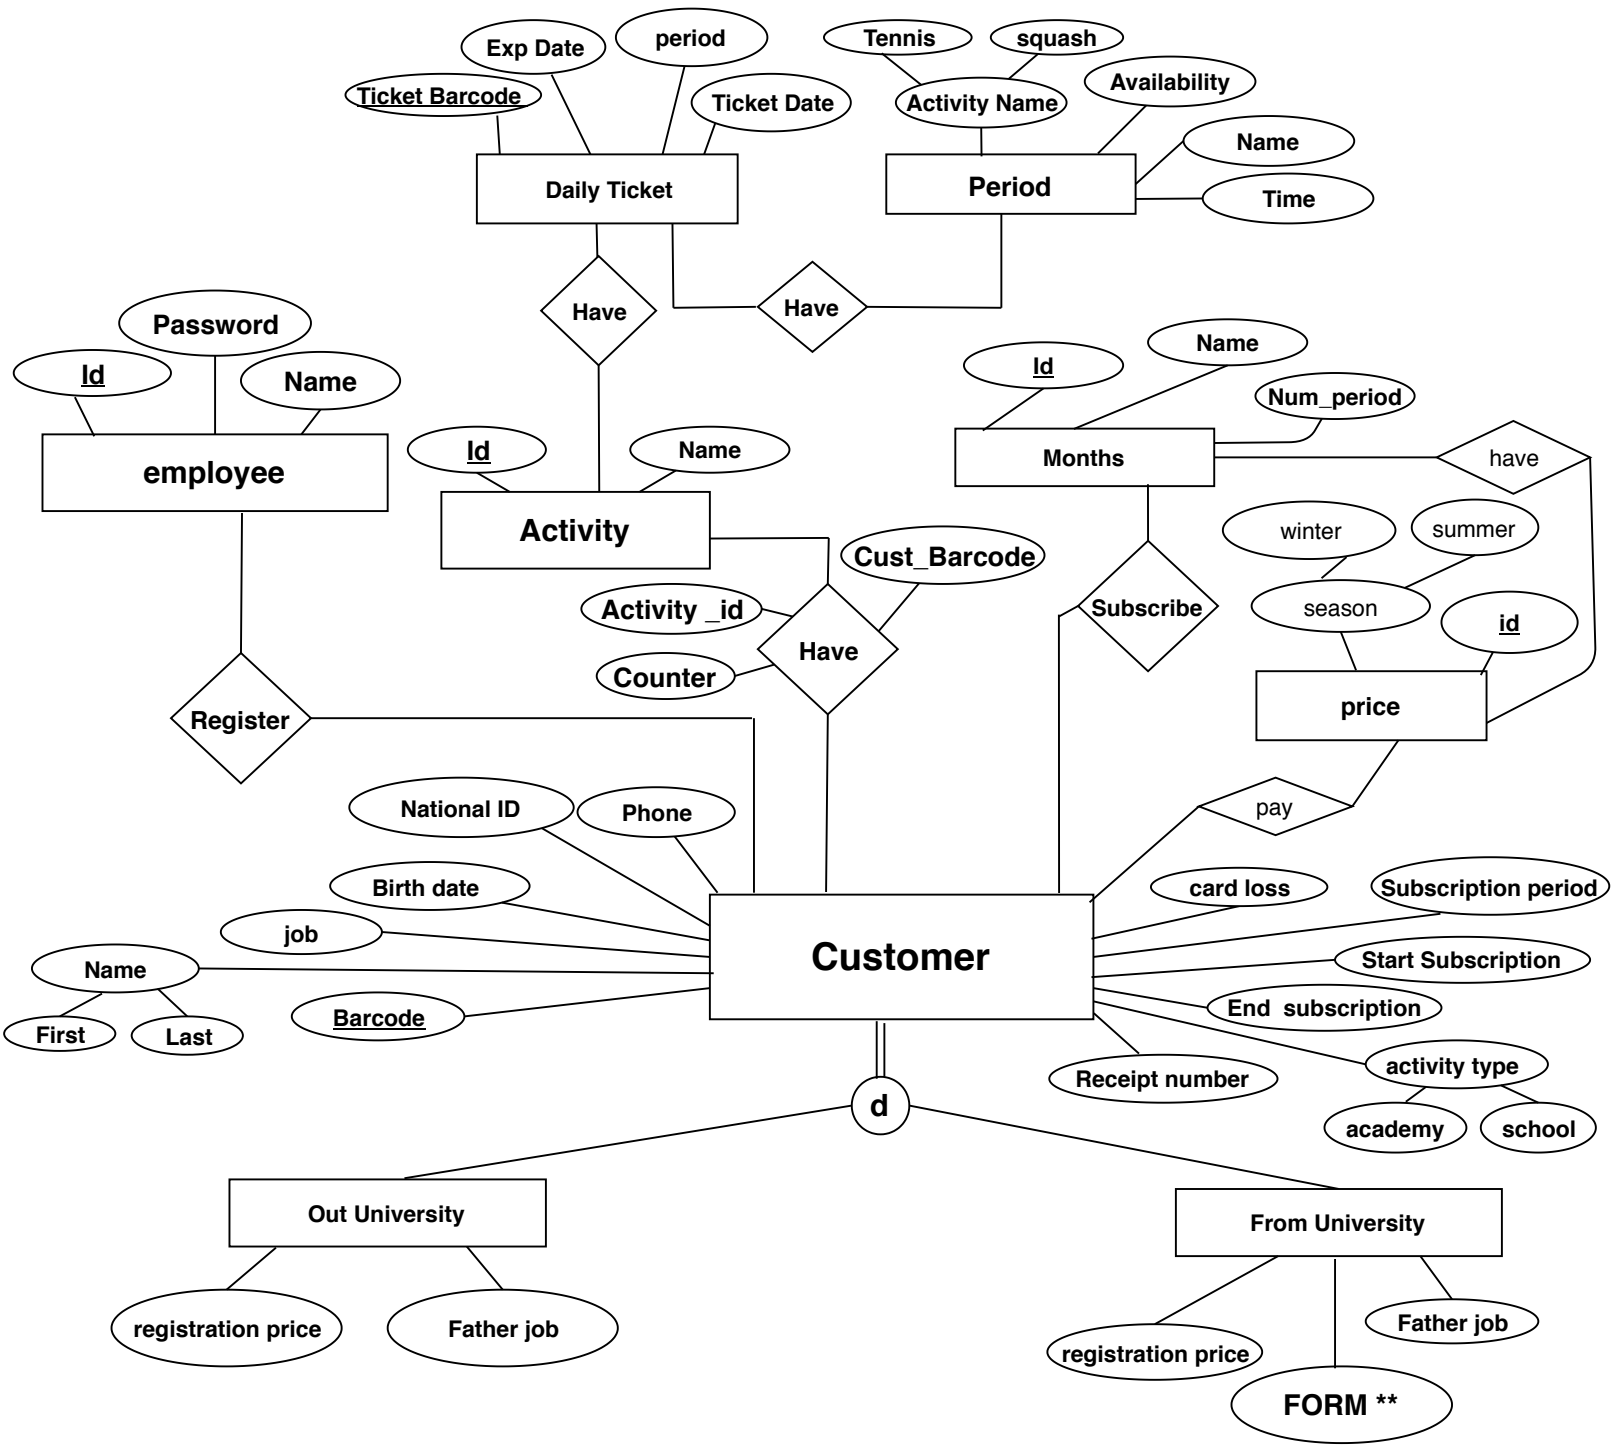 Tennis
squash
Exp Date
period
Ticket Barcode
Ticket Date
Activity Name
Availability
Name
Time
Daily Ticket
Period
Have
Have
Password
Id
Name
employee
Id
Name
Num_period
Months
have
Id
Name
Activity
winter
summer
season
id
price
Cust_Barcode
Activity _id
Have
Counter
Subscribe
Register
pay
National ID
Phone
Birth date
job
Name
First
Last
Barcode
Customer
card loss
Subscription period
Start Subscription
End subscription
activity type
academy
school
Receipt number
d
Out University
From University
registration price
Father job
registration price
FORM **
Father job